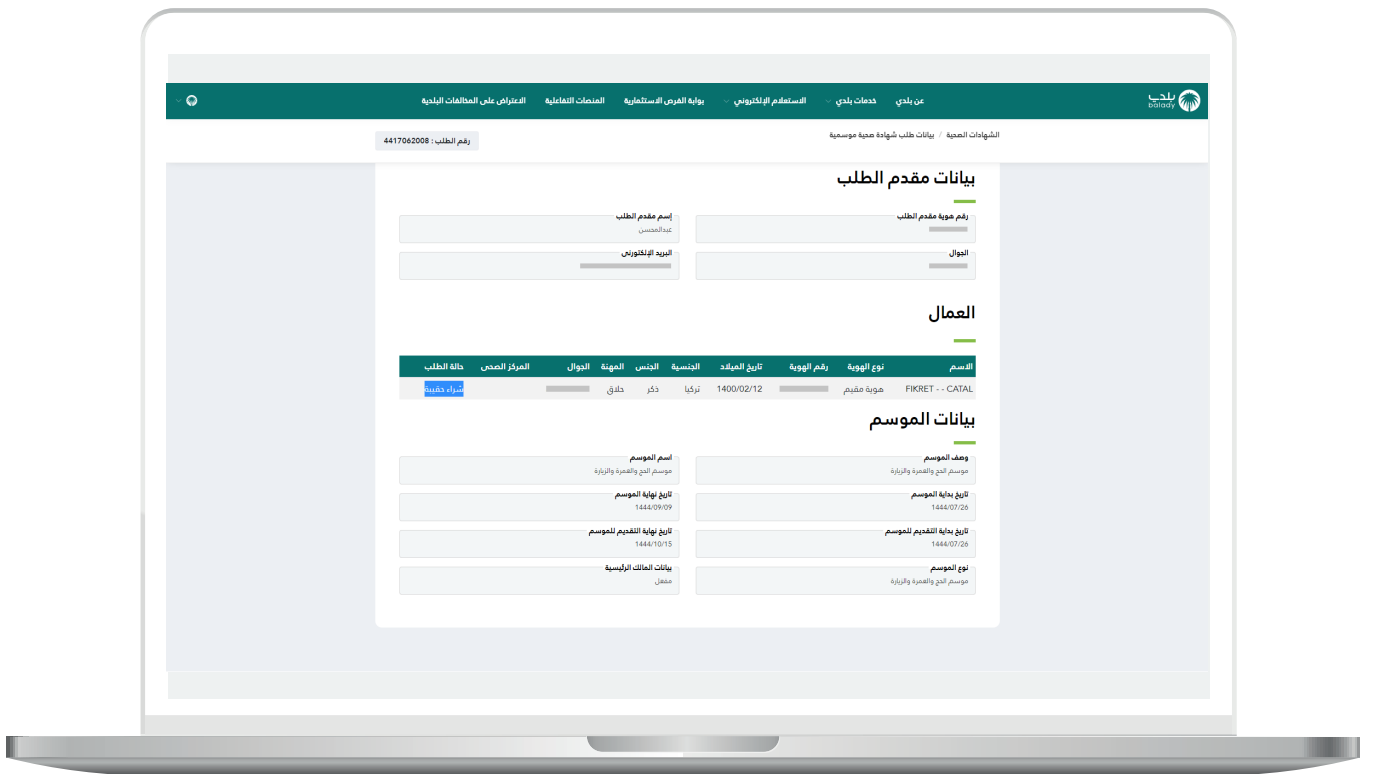 بلدي
balady
عن بلدي خدمات بلدي الاستعلام الإلكتروني بوابة الفرص الاستثمارية المنصات التفاعلية الاعتراض على المخالفات البلدية
الشهادات الصحية / بيانات طلب شهادة صحية موسمية
رقم الطلب : 4417062008
بيانات مقدم الطلب
رقم هوية مقدم الطلب
إسم مقدم الطلب
عبدالمحسن
الجوال
البريد الإلكتورنى
العمال
الاسم نوع الهوية رقم الهوية تاريخ الميلاد الجنسية الجنس المهنة الجوال المركز الصحى حالة الطلب
FIKRET - - CATAL هوية مقيم 1400/02/12 تركيا ذكر حلاق شراء حقيبة
بيانات الموسم
وصف الموسم
موسم الحج والعمرة والزيارة
اسم الموسم
موسم الحج والعمرة والزيارة
تاريخ بداية الموسم
1444/07/26
تاريخ نهاية الموسم
1444/09/09
تاريخ بداية التقديم للموسم
1444/07/26
تاريخ نهاية التقديم للموسم
1444/10/15
نوع الموسم
موسم الحج والعمرة والزيارة
بيانات المالك الرئيسية
مفعل